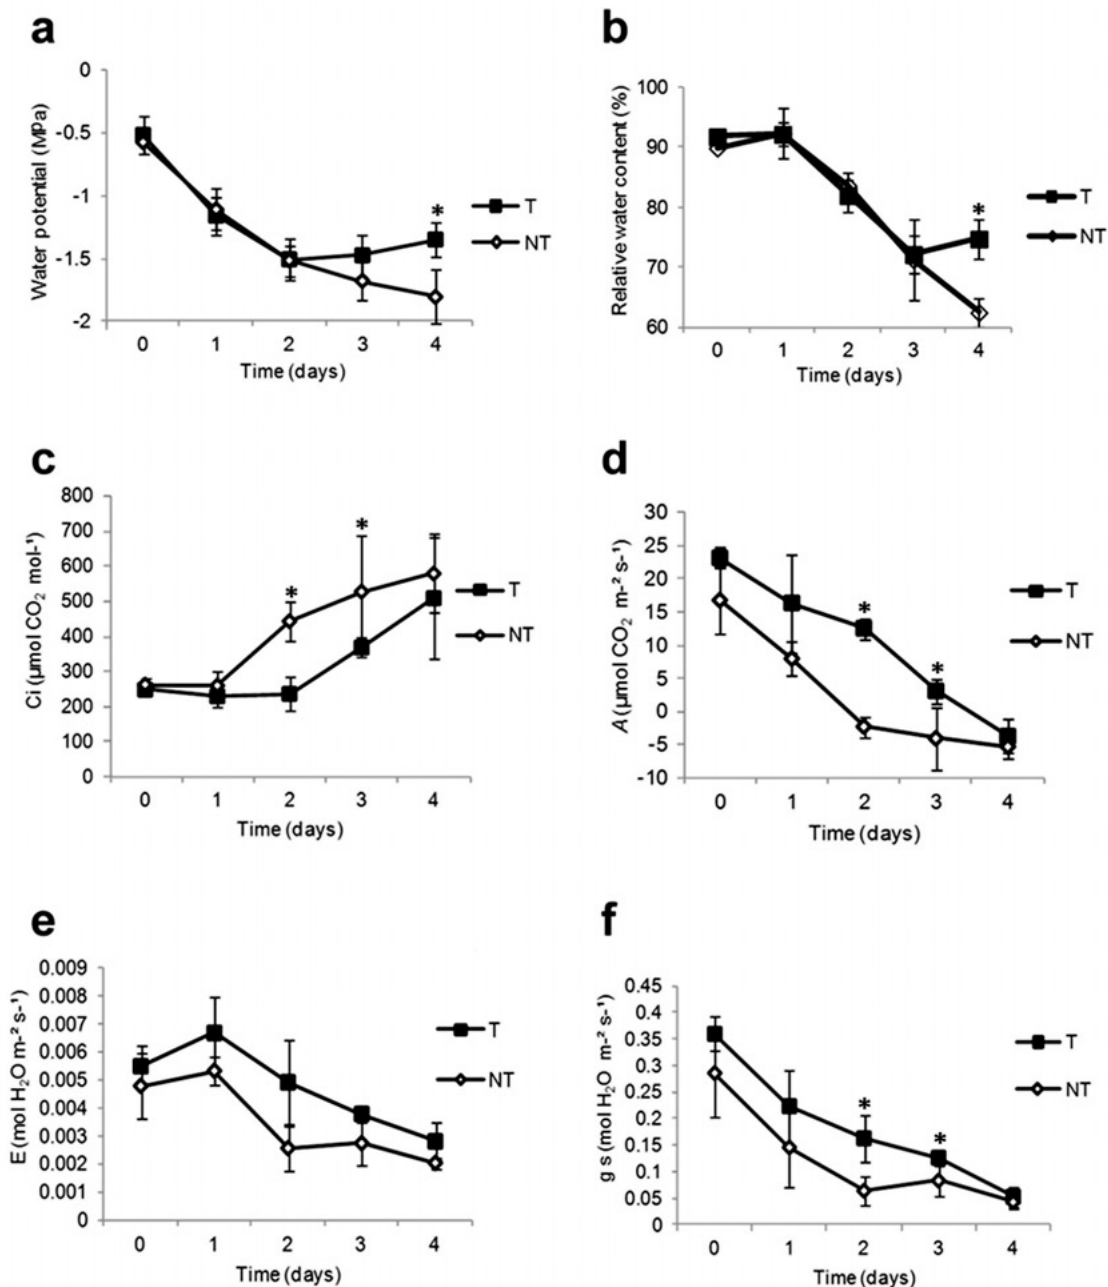 a
0
-0.5
-1
-1.5
-2
Water potential (MPa)
*
T
NT
0 1 2 3 4
Time (days)
b
100
90
80
70
60
Relative water content (%)
*
T
NT
0 1 2 3 4
Time (days)
c
800
700
600
500
400
300
200
100
0
Ci (µmol CO₂ mol-¹)
* *
T
NT
0 1 2 3 4
Time (days)
d
30
25
20
15
10
5
0
-5
-10
A (µmol CO₂ m-² s-¹)
* *
T
NT
0 1 2 3 4
Time (days)
e
0.009
0.008
0.007
0.006
0.005
0.004
0.003
0.002
0.001
0
E (mol H₂O m-² s-¹)
T
NT
0 1 2 3 4
Time (days)
f
0.45
0.4
0.35
0.3
0.25
0.2
0.15
0.1
0.05
0
g s (mol H₂O m-² s-¹)
* *
T
NT
0 1 2 3 4
Time (days)